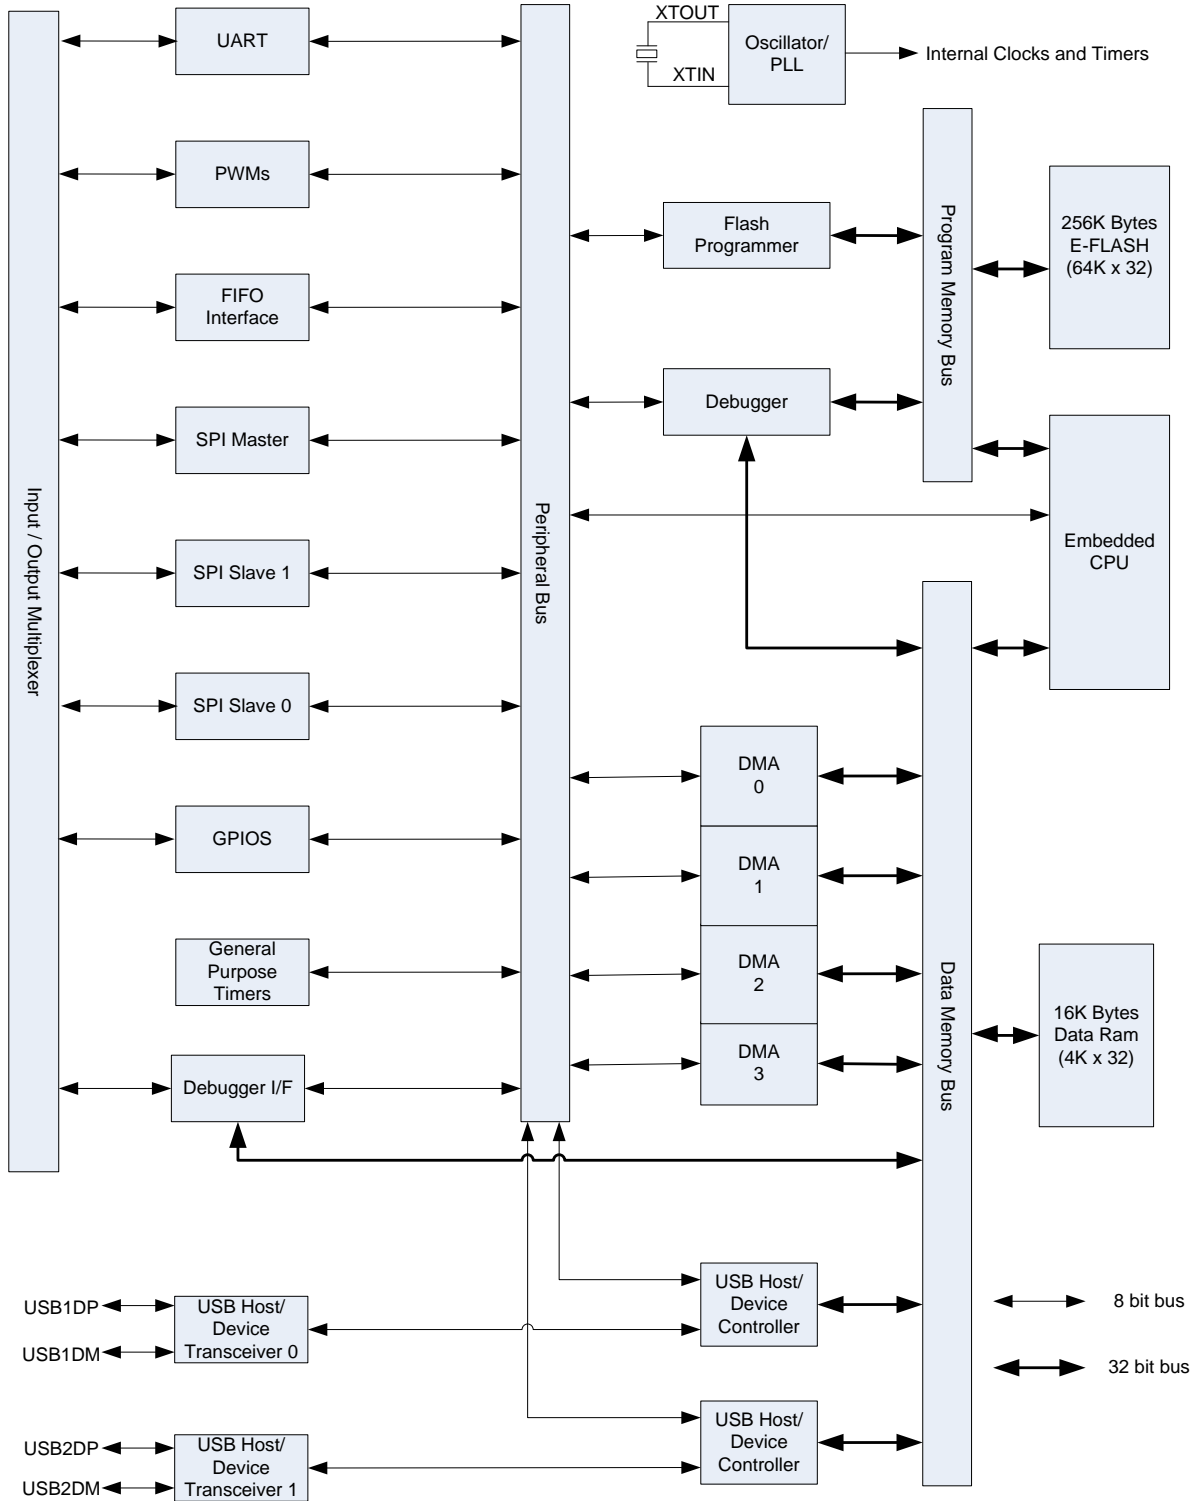 XTOUT
XTIN
Oscillator/
PLL
Internal Clocks and Timers
UART
PWMs
FIFO
Interface
SPI Master
SPI Slave 1
SPI Slave 0
GPIOS
General
Purpose
Timers
Debugger I/F
Input / Output Multiplexer
Peripheral Bus
Flash
Programmer
Debugger
Program Memory Bus
256K Bytes
E-FLASH
(64K x 32)
Embedded
CPU
DMA
0
DMA
1
DMA
2
DMA
3
Data Memory Bus
16K Bytes
Data Ram
(4K x 32)
USB1DP
USB1DM
USB Host/
Device
Transceiver 0
USB Host/
Device
Controller
8 bit bus
32 bit bus
USB2DP
USB2DM
USB Host/
Device
Transceiver 1
USB Host/
Device
Controller